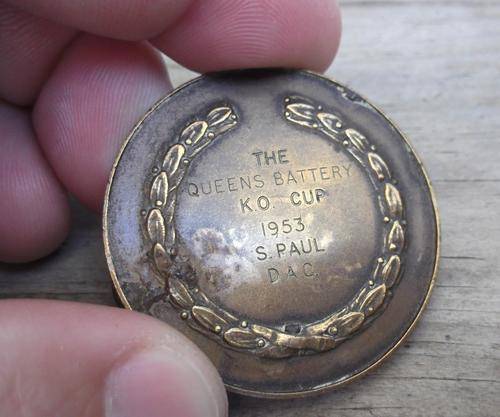 THE
QUEENS BATTERY
K.O. CUP
1953
S. PAUL
D A C.